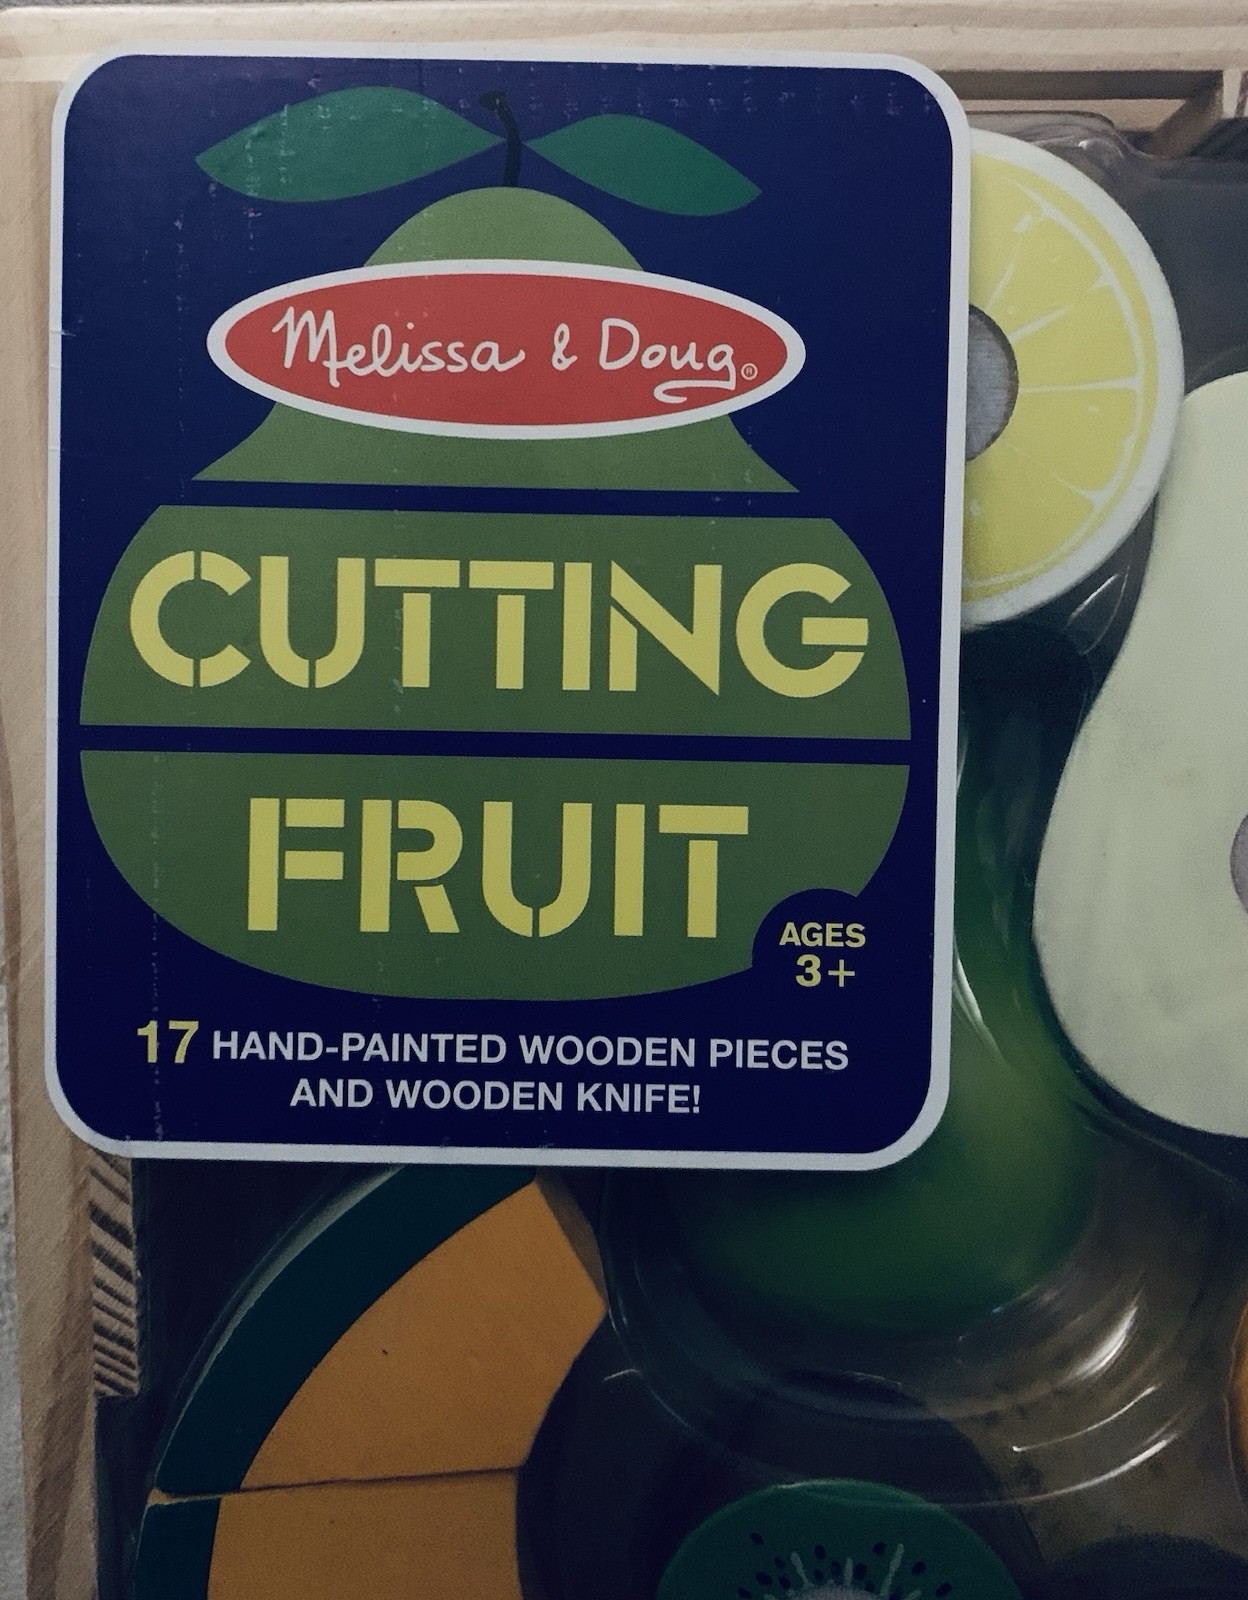 Melissa & Doug®
CUTTING
FRUIT
AGES
3+
17 HAND-PAINTED WOODEN PIECES
AND WOODEN KNIFE!